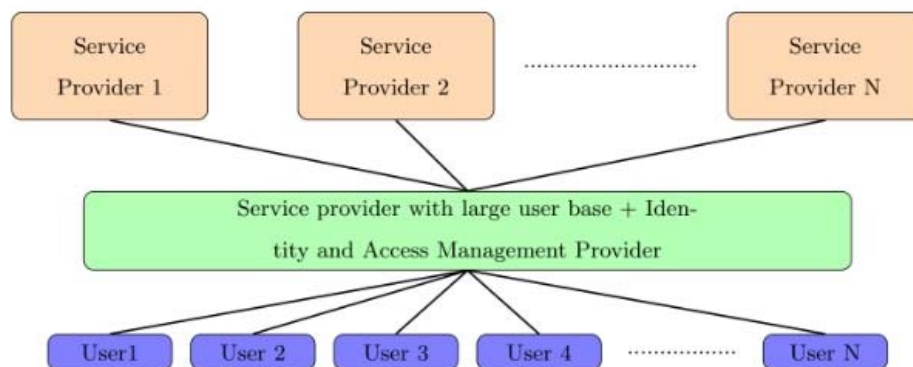 Service
Provider 1
Service
Provider 2
Service
Provider N
Service provider with large user base + Iden-
tity and Access Management Provider
User1
User 2
User 3
User 4
User N